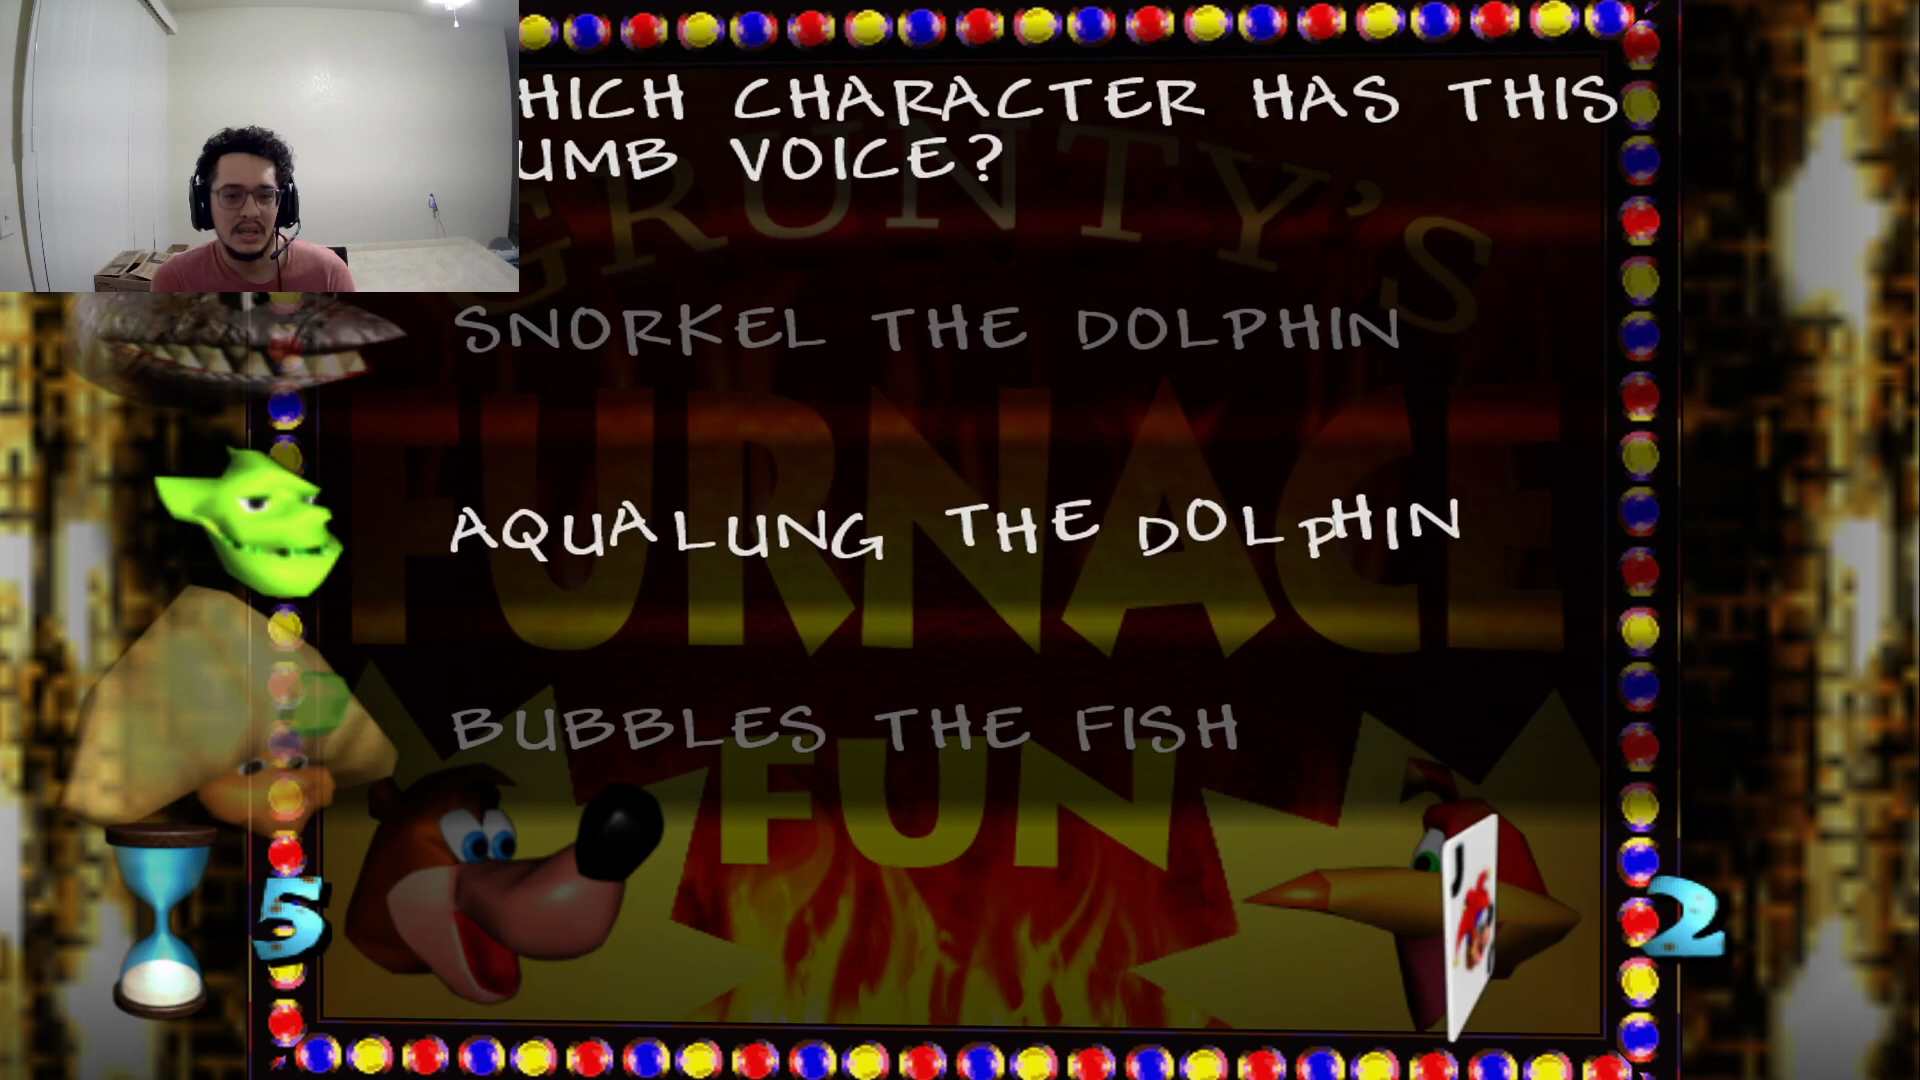 HICH CHARACTER HAS THIS
UMB VOICE?
GRUNTY'S
SNORKEL THE DOLPHIN
FURNACE
AQUALUNG THE DOLPHIN
BUBBLES THE FISH
FUN
5
2
J